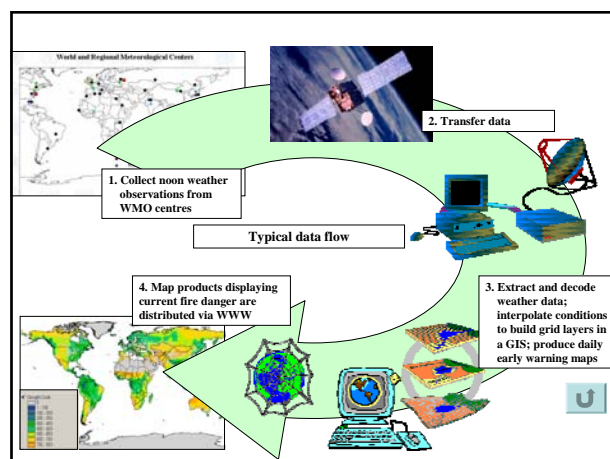 World and Regional Meteorological Centers
2. Transfer data
1. Collect noon weather
observations from
WMO centres
Typical data flow
4. Map products displaying
current fire danger are
distributed via WWW
3. Extract and decode
weather data;
interpolate conditions
to build grid layers in
a GIS; produce daily
early warning maps